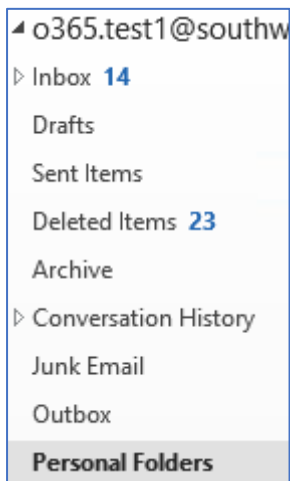 o365.test1@southw
Inbox 14
Drafts
Sent Items
Deleted Items 23
Archive
Conversation History
Junk Email
Outbox
Personal Folders